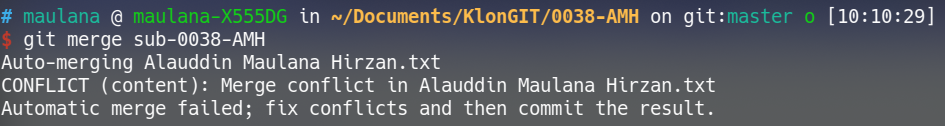 # maulana @ maulana-X555DG in ~/Documents/KlonGIT/0038-AMH on git:master o [10:10:29]
$ git merge sub-0038-AMH
Auto-merging Alauddin Maulana Hirzan.txt
CONFLICT (content): Merge conflict in Alauddin Maulana Hirzan.txt
Automatic merge failed; fix conflicts and then commit the result.